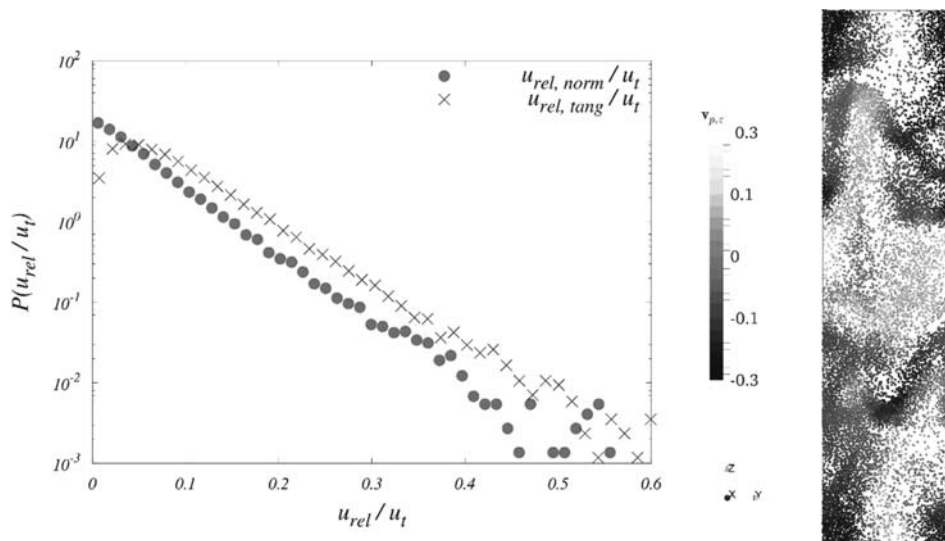 10²
10¹
10⁰
10⁻¹
10⁻²
10⁻³
P(u_rel / u_t)
u_rel, norm / u_t
u_rel, tang / u_t
0 0.1 0.2 0.3 0.4 0.5 0.6
u_rel / u_t
v_p,z
0.3
0.1
0
-0.1
-0.3
Z
X Y